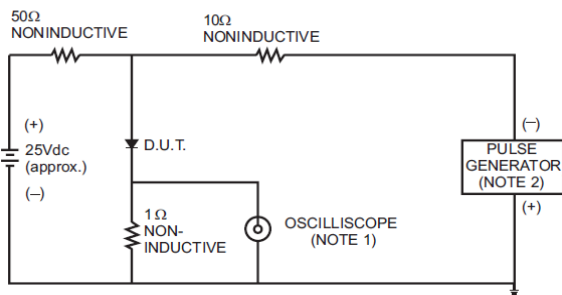 50Ω
NONINDUCTIVE
10Ω
NONINDUCTIVE
(+)
25Vdc
(approx.)
(–)
D.U.T.
1Ω
NON-
INDUCTIVE
OSCILLISCOPE
(NOTE 1)
(–)
PULSE
GENERATOR
(NOTE 2)
(+)